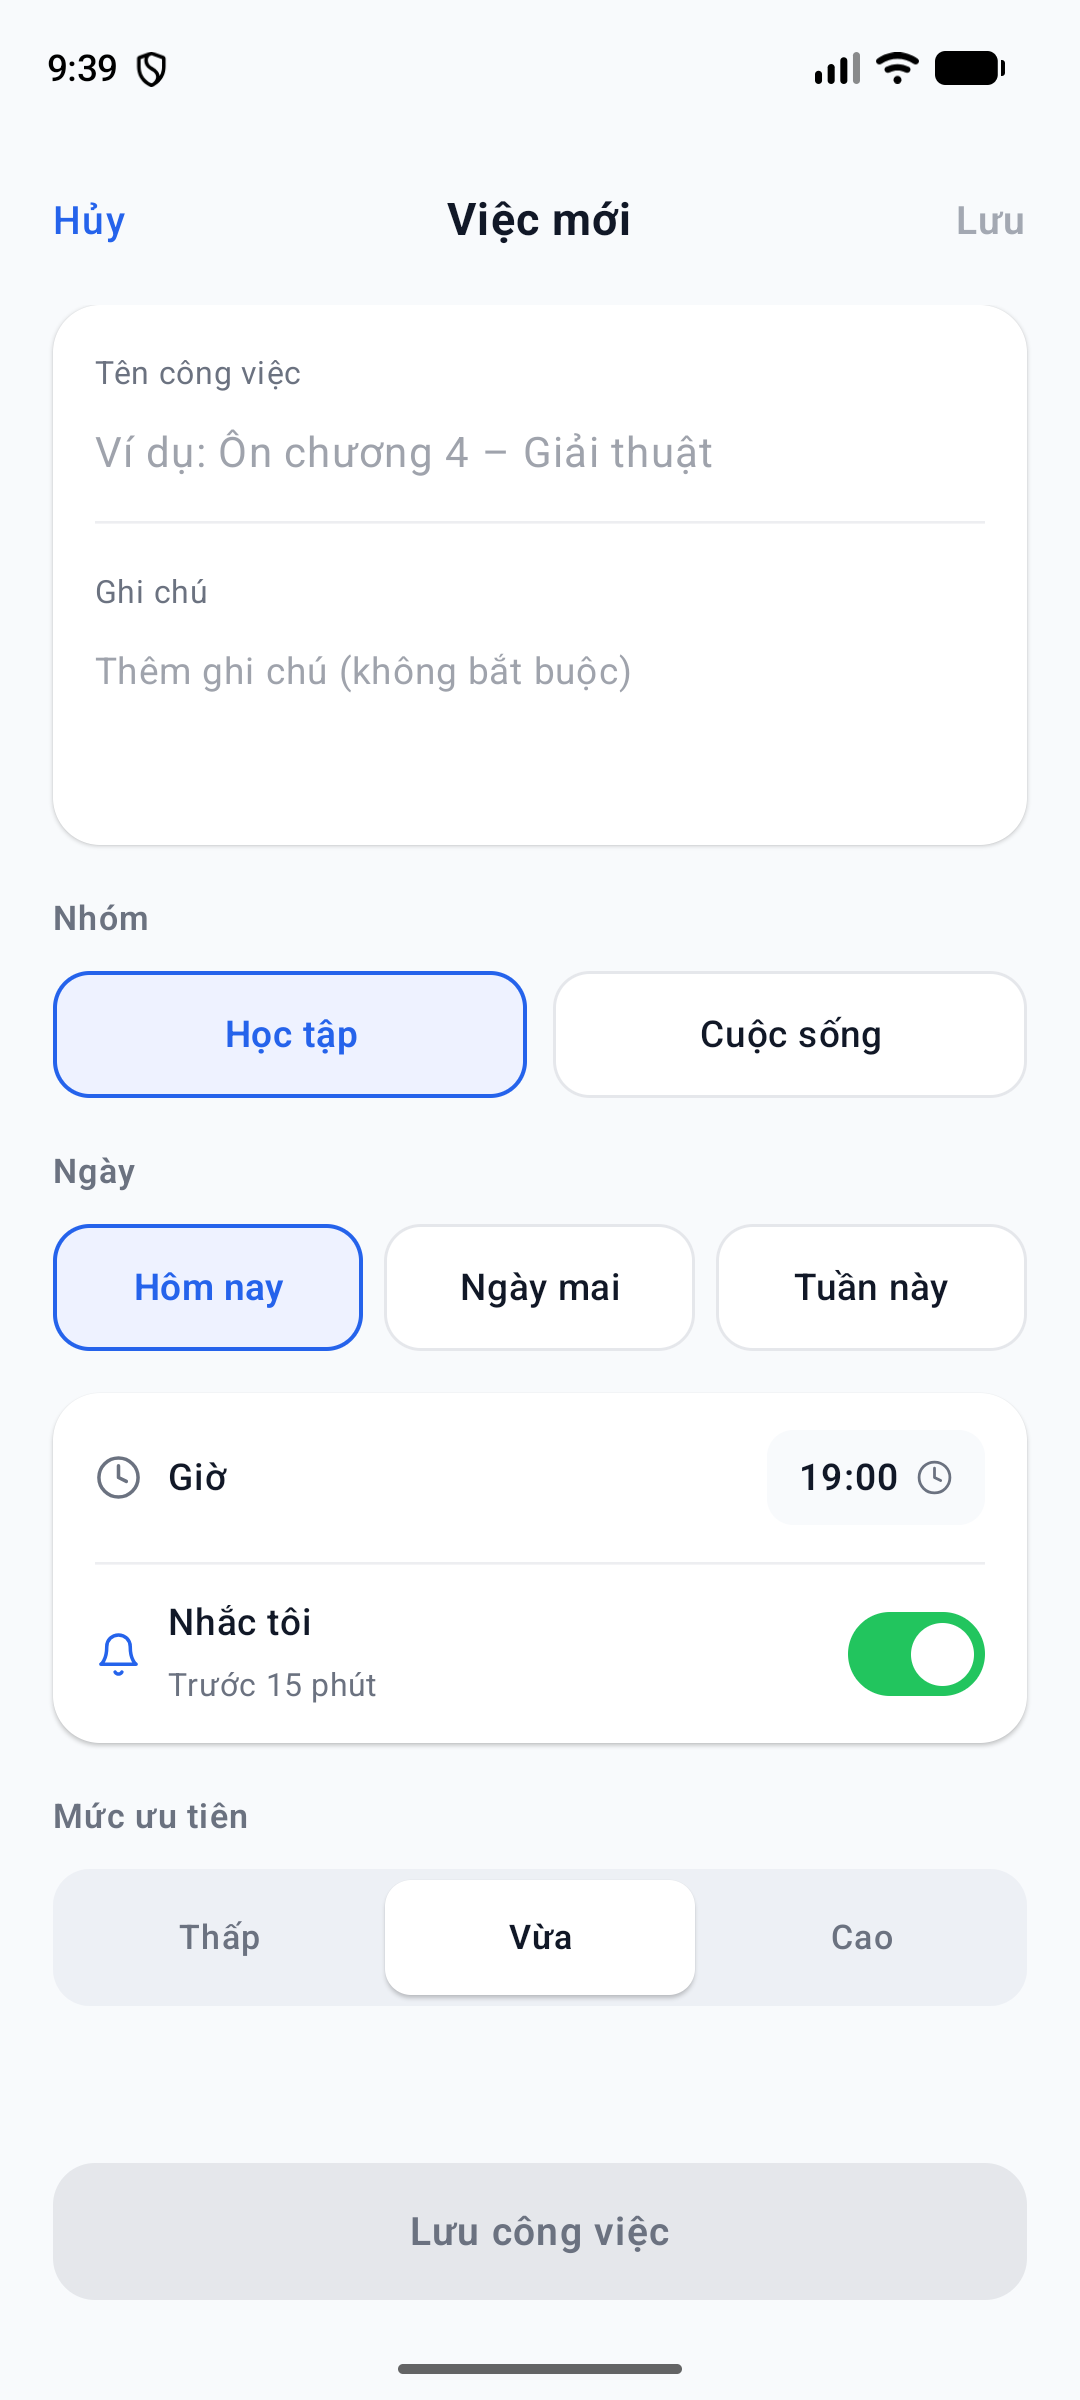 9:39
Hủy
Việc mới
Lưu
Tên công việc
Ví dụ: Ôn chương 4 – Giải thuật
Ghi chú
Thêm ghi chú (không bắt buộc)
Nhóm
Học tập
Cuộc sống
Ngày
Hôm nay
Ngày mai
Tuần này
Giờ
19:00
Nhắc tôi
Trước 15 phút
Mức ưu tiên
Thấp
Vừa
Cao
Lưu công việc